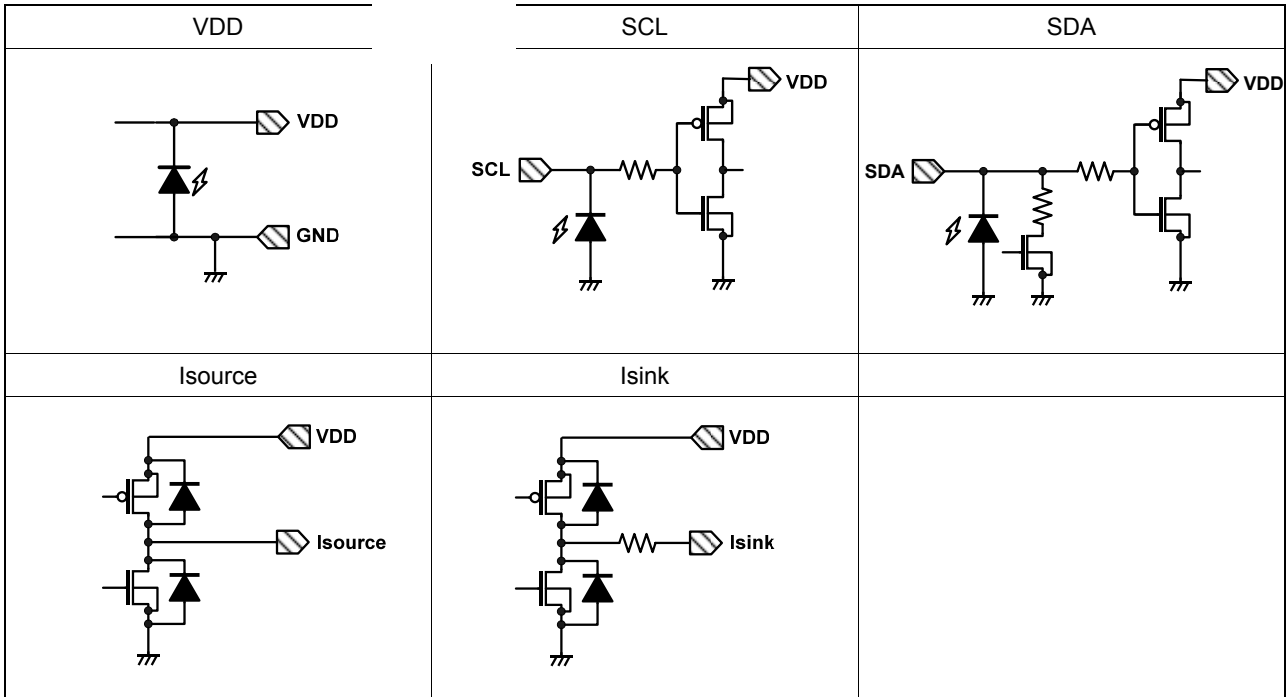 VDD SCL SDA
VDD
GND
SCL
VDD
SDA
VDD
Isource Isink
VDD
Isource
VDD
Isink